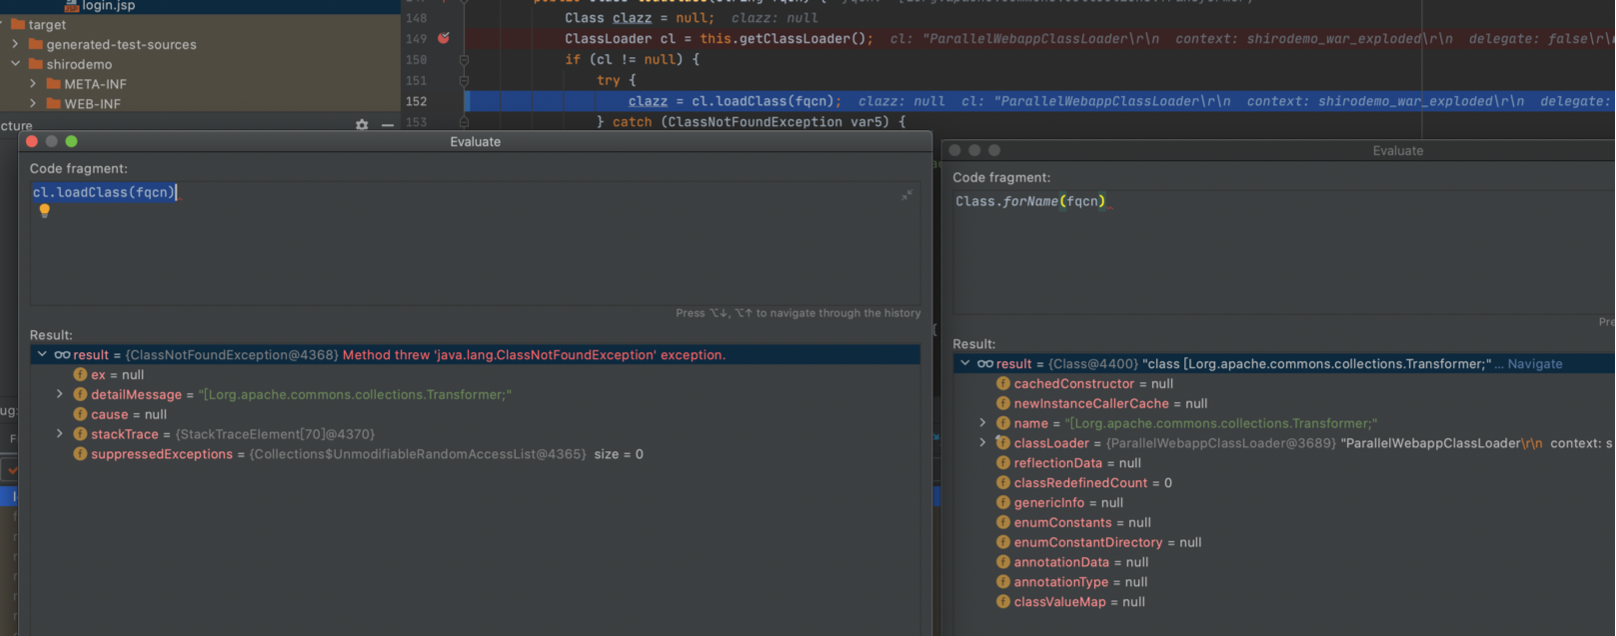 login.jsp
target
generated-test-sources
shirodemo
META-INF
WEB-INF
cture
148 Class clazz = null; clazz: null
149 ClassLoader cl = this.getClassLoader(); cl: "ParallelWebappClassLoader\r\n context: shirodemo_war_exploded\r\n delegate: false\r\
150 if (cl != null) {
151 try {
152 clazz = cl.loadClass(fqcn); clazz: null cl: "ParallelWebappClassLoader\r\n context: shirodemo_war_exploded\r\n delegate:
153 } catch (ClassNotFoundException var5) {
Evaluate
Code fragment:
cl.loadClass(fqcn)
Press ⌥↓, ⌥↑ to navigate through the history
Result:
result = {ClassNotFoundException@4368} Method threw 'java.lang.ClassNotFoundException' exception.
ex = null
detailMessage = "[Lorg.apache.commons.collections.Transformer;"
cause = null
stackTrace = {StackTraceElement[70]@4370}
suppressedExceptions = {Collections$UnmodifiableRandomAccessList@4365} size = 0
ug:
F
Evaluate
Code fragment:
Class.forName(fqcn)
Pre
Result:
result = {Class@4400} "class [Lorg.apache.commons.collections.Transformer;"... Navigate
cachedConstructor = null
newInstanceCallerCache = null
name = "[Lorg.apache.commons.collections.Transformer;"
classLoader = {ParallelWebappClassLoader@3689} "ParallelWebappClassLoader\r\n context: s
reflectionData = null
classRedefinedCount = 0
genericInfo = null
enumConstants = null
enumConstantDirectory = null
annotationData = null
annotationType = null
classValueMap = null